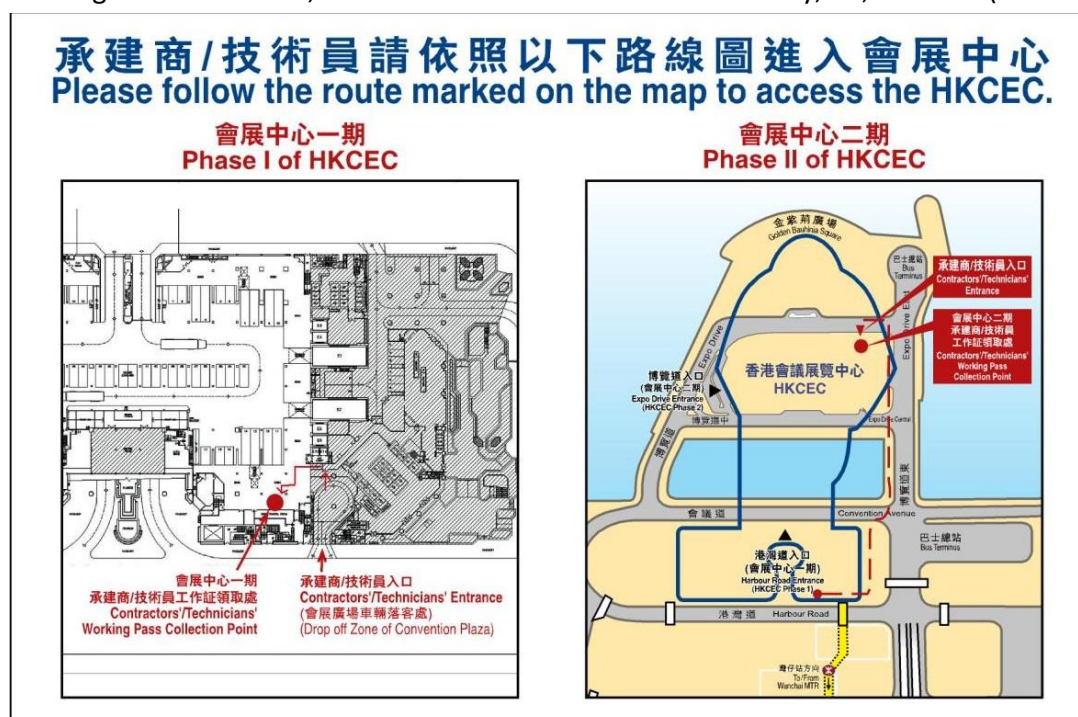 承建商/技術員請依照以下路線圖進入會展中心
Please follow the route marked on the map to access the HKCEC.
會展中心一期
Phase I of HKCEC
會展中心一期
承建商/技術員工作証領取處
Contractors'/Technicians'
Working Pass Collection Point
承建商/技術員入口
Contractors'/Technicians' Entrance
(會展廣場車輛落客處)
(Drop off Zone of Convention Plaza)
會展中心二期
Phase II of HKCEC
金紫荊廣場
Golden Bauhinia Square
巴士總站
Bus
Terminus
承建商/技術員入口
Contractors'/Technicians'
Entrance
會展中心二期
承建商/技術員
工作証領取處
Contractors'/Technicians'
Working Pass
Collection Point
Expo Drive
Expo Drive East
香港會議展覽中心
HKCEC
博覽道入口
(會展中心二期)
Expo Drive Entrance
(HKCEC Phase 2)
博覽道中
Expo Drive Central
博覽道
博覽道東
會議道
Convention Avenue
巴士總站
Bus Terminus
港灣道入口
(會展中心一期)
Harbour Road Entrance
(HKCEC Phase 1)
港灣道
Harbour Road
灣仔站方向
To/From
Wanchai MTR